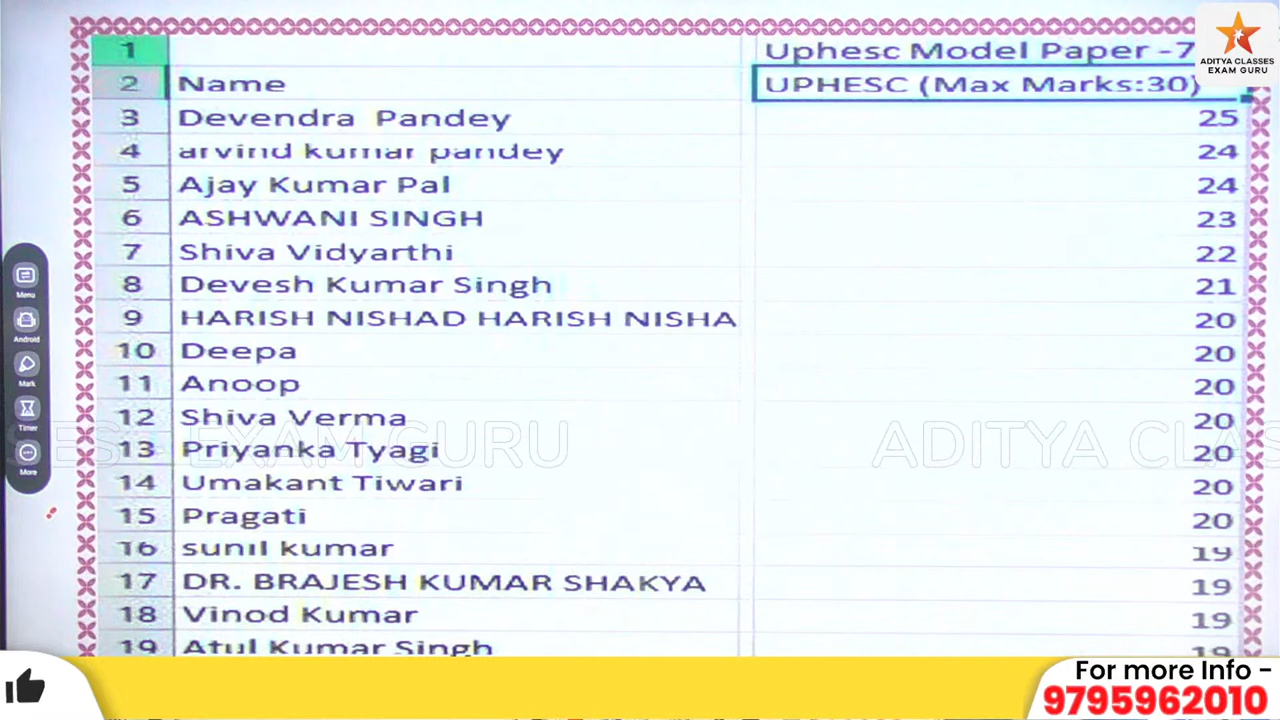 1 Uphesc Model Paper -7
2 Name UPHESC (Max Marks:30)
3 Devendra Pandey 25
4 arvind kumar pandey 24
5 Ajay Kumar Pal 24
6 ASHWANI SINGH 23
7 Shiva Vidyarthi 22
8 Devesh Kumar Singh 21
9 HARISH NISHAD HARISH NISHA 20
10 Deepa 20
11 Anoop 20
12 Shiva Verma 20
13 Priyanka Tyagi 20
14 Umakant Tiwari 20
15 Pragati 20
16 sunil kumar 19
17 DR. BRAJESH KUMAR SHAKYA 19
18 Vinod Kumar 19
19 Atul Kumar Singh 19
ADITYA CLASSES
EXAM GURU
Menu
Android
Mark
Timer
More
SES EXAM GURU
ADITYA CLAS
For more Info -
9795962010